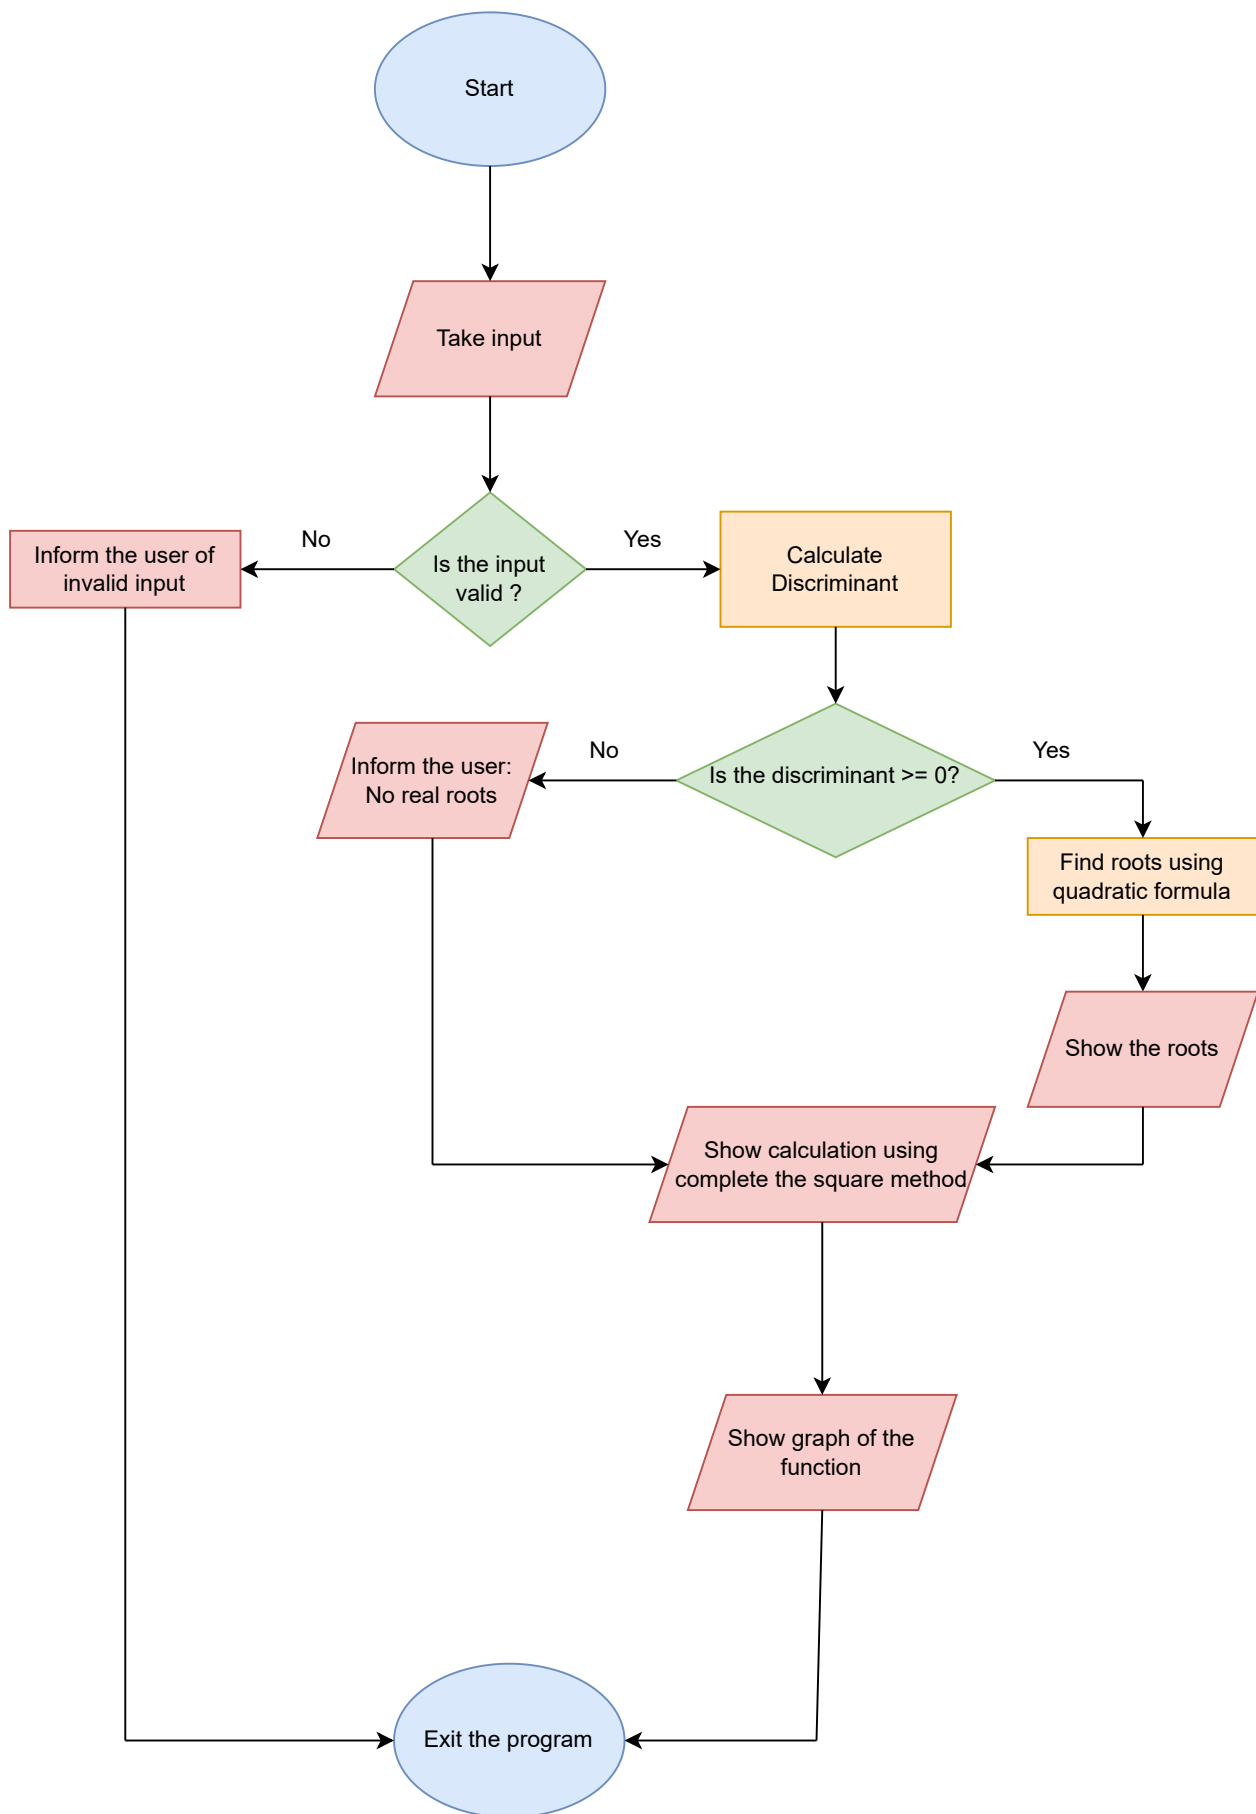 Start
Take input
No
Yes
Inform the user of
invalid input
Is the input
valid ?
Calculate
Discriminant
No
Yes
Inform the user:
No real roots
Is the discriminant >= 0?
Find roots using
quadratic formula
Show the roots
Show calculation using
complete the square method
Show graph of the
function
Exit the program